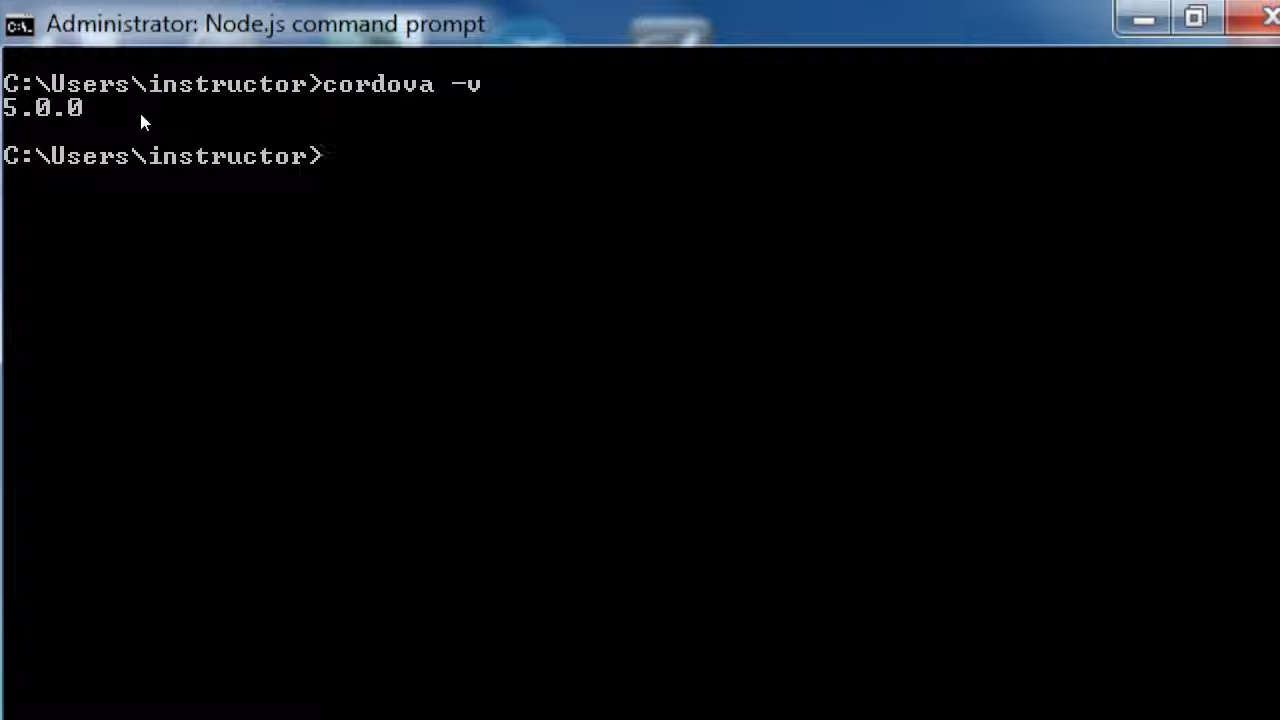 Administrator: Node.js command prompt
C:\Users\instructor>cordova -v
5.0.0
C:\Users\instructor>